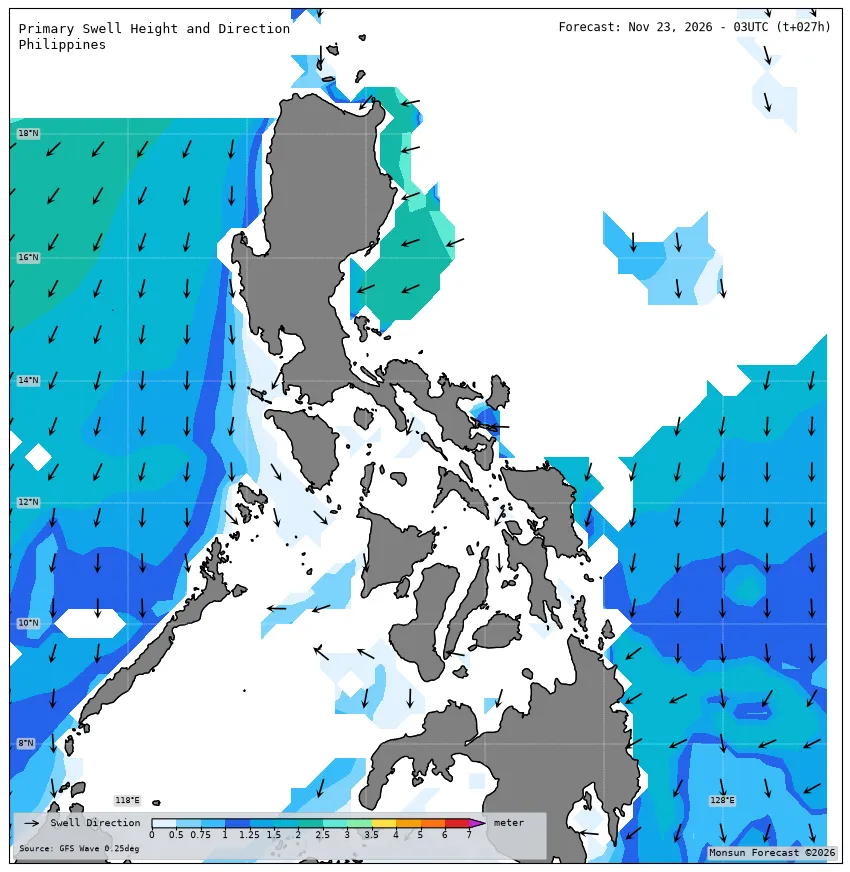 Primary Swell Height and Direction
Philippines
Forecast: Nov 23, 2026 - 03UTC (t+027h)
18°N
16°N
14°N
12°N
10°N
8°N
118°E
128°E
Swell Direction
0 0.5 0.75 1 1.25 1.5 2 2.5 3 3.5 4 5 6 7
meter
Source: GFS Wave 0.25deg
Monsun Forecast ©2026